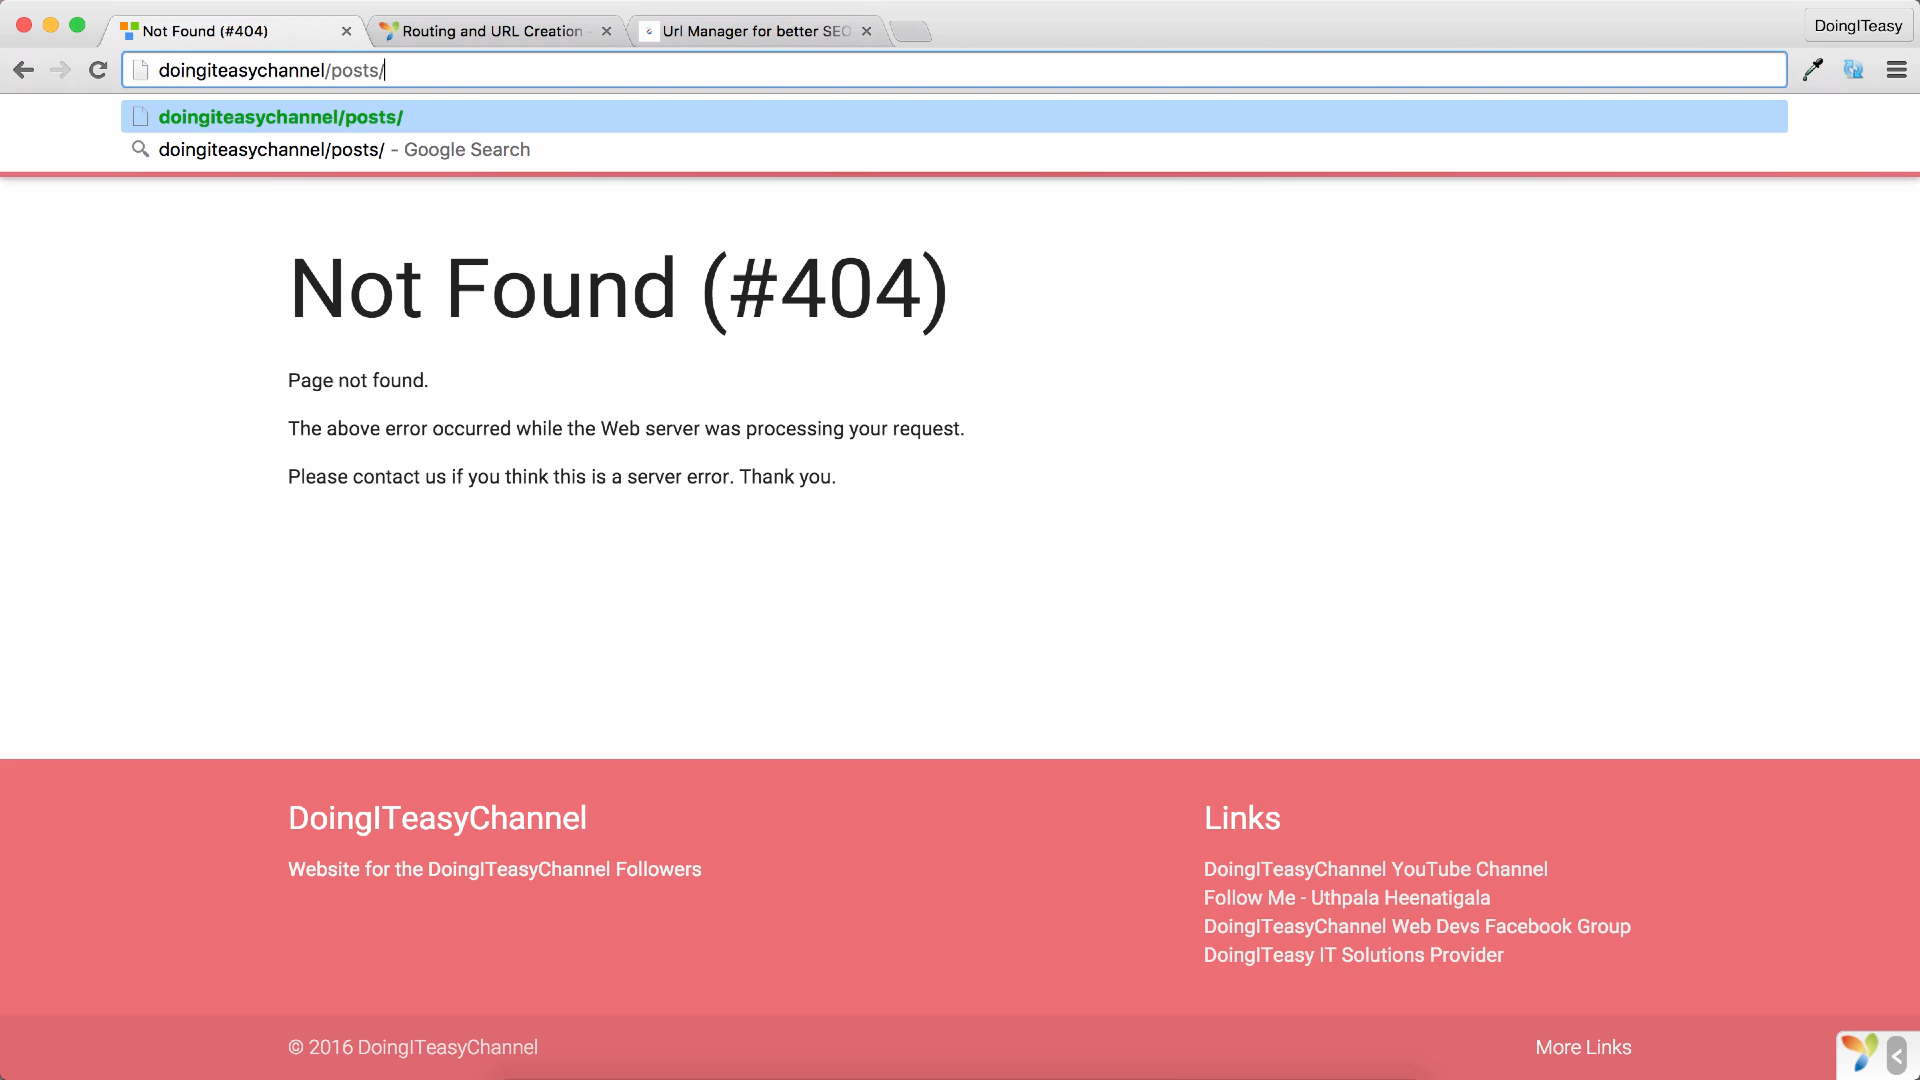 Not Found (#404)
Routing and URL Creation -
Url Manager for better SEO
DoingITeasy
doingiteasychannel/posts/
doingiteasychannel/posts/
doingiteasychannel/posts/ - Google Search
Not Found (#404)
Page not found.
The above error occurred while the Web server was processing your request.
Please contact us if you think this is a server error. Thank you.
DoingITeasyChannel
Links
Website for the DoingITeasyChannel Followers
DoingITeasyChannel YouTube Channel
Follow Me - Uthpala Heenatigala
DoingITeasyChannel Web Devs Facebook Group
DoingITeasy IT Solutions Provider
© 2016 DoingITeasyChannel
More Links